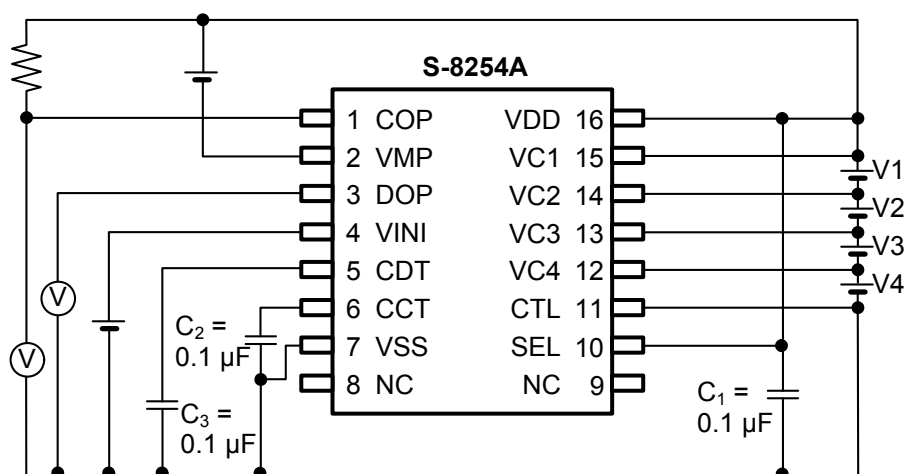 S-8254A
1 COP VDD 16
2 VMP VC1 15
3 DOP VC2 14
4 VINI VC3 13
5 CDT VC4 12
6 CCT CTL 11
7 VSS SEL 10
8 NC NC 9
V1
V2
V3
V4
V
V
C2 =
0.1 µF
C3 =
0.1 µF
C1 =
0.1 µF